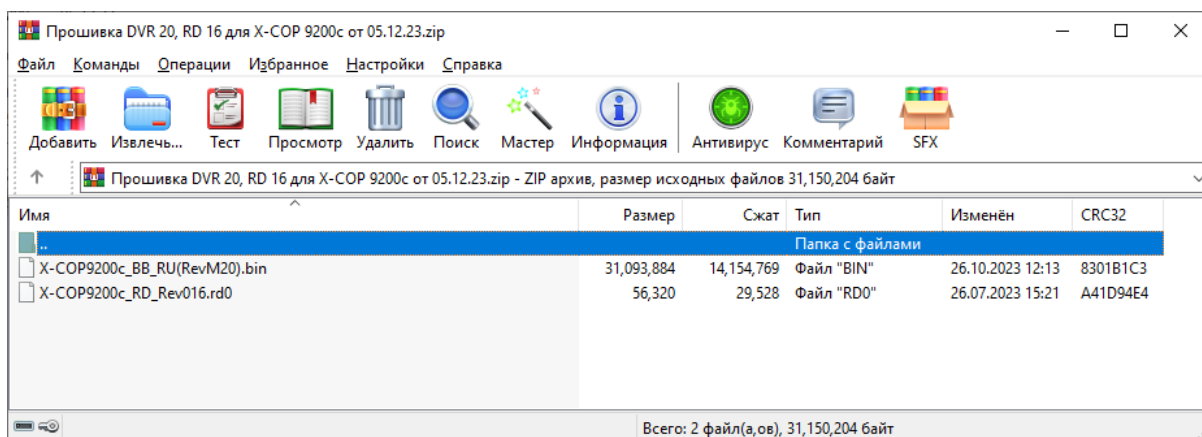 Прошивка DVR 20, RD 16 для X-COP 9200с от 05.12.23.zip
Файл Команды Операции Избранное Настройки Справка
Добавить Извлечь... Тест Просмотр Удалить Поиск Мастер Информация Антивирус Комментарий SFX
Прошивка DVR 20, RD 16 для X-COP 9200с от 05.12.23.zip - ZIP архив, размер исходных файлов 31,150,204 байт
Имя Размер Сжат Тип Изменён CRC32
.. Папка с файлами
X-COP9200c_BB_RU(RevM20).bin 31,093,884 14,154,769 Файл "BIN" 26.10.2023 12:13 8301B1C3
X-COP9200c_RD_Rev016.rd0 56,320 29,528 Файл "RD0" 26.07.2023 15:21 A41D94E4
Всего: 2 файл(а,ов), 31,150,204 байт